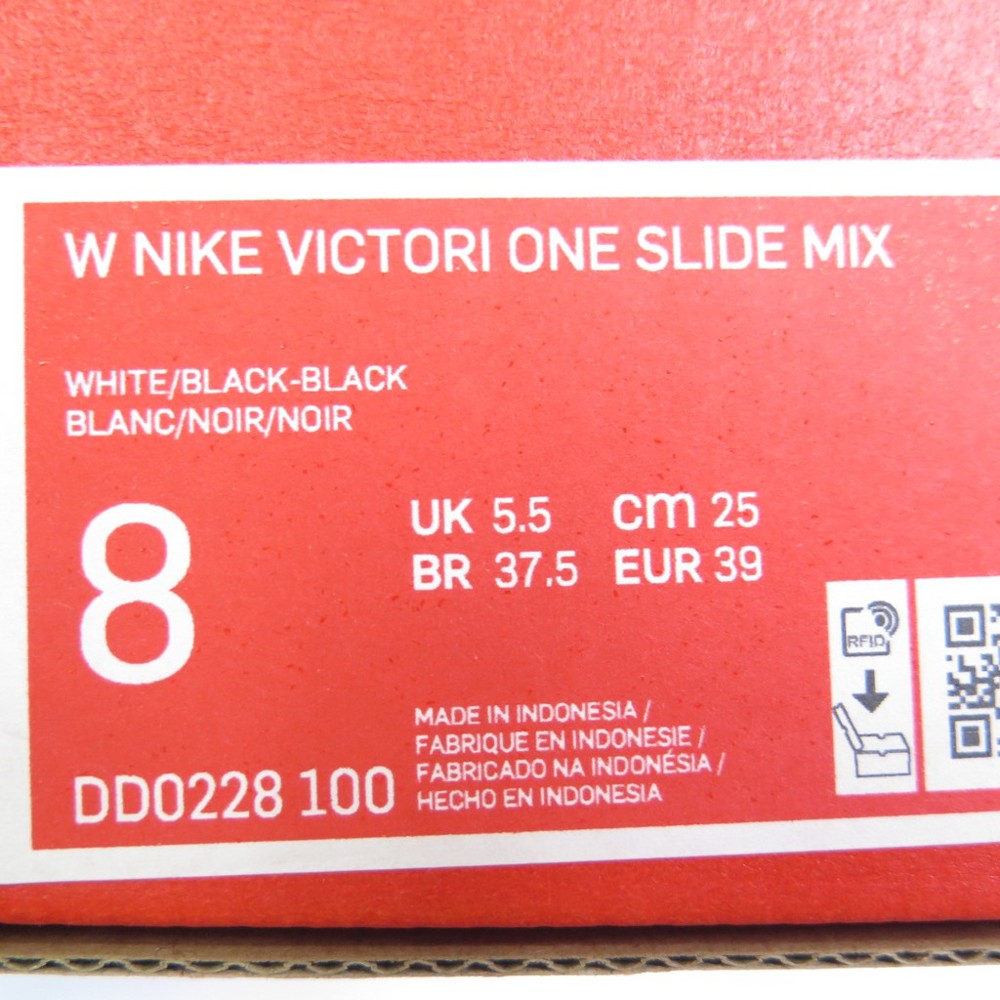 W NIKE VICTORI ONE SLIDE MIX
WHITE/BLACK-BLACK
BLANC/NOIR/NOIR
8
UK 5.5 cm 25
BR 37.5 EUR 39
RFID
MADE IN INDONESIA /
FABRIQUE EN INDONESIE /
FABRICADO NA INDONÉSIA /
HECHO EN INDONESIA
DD0228 100